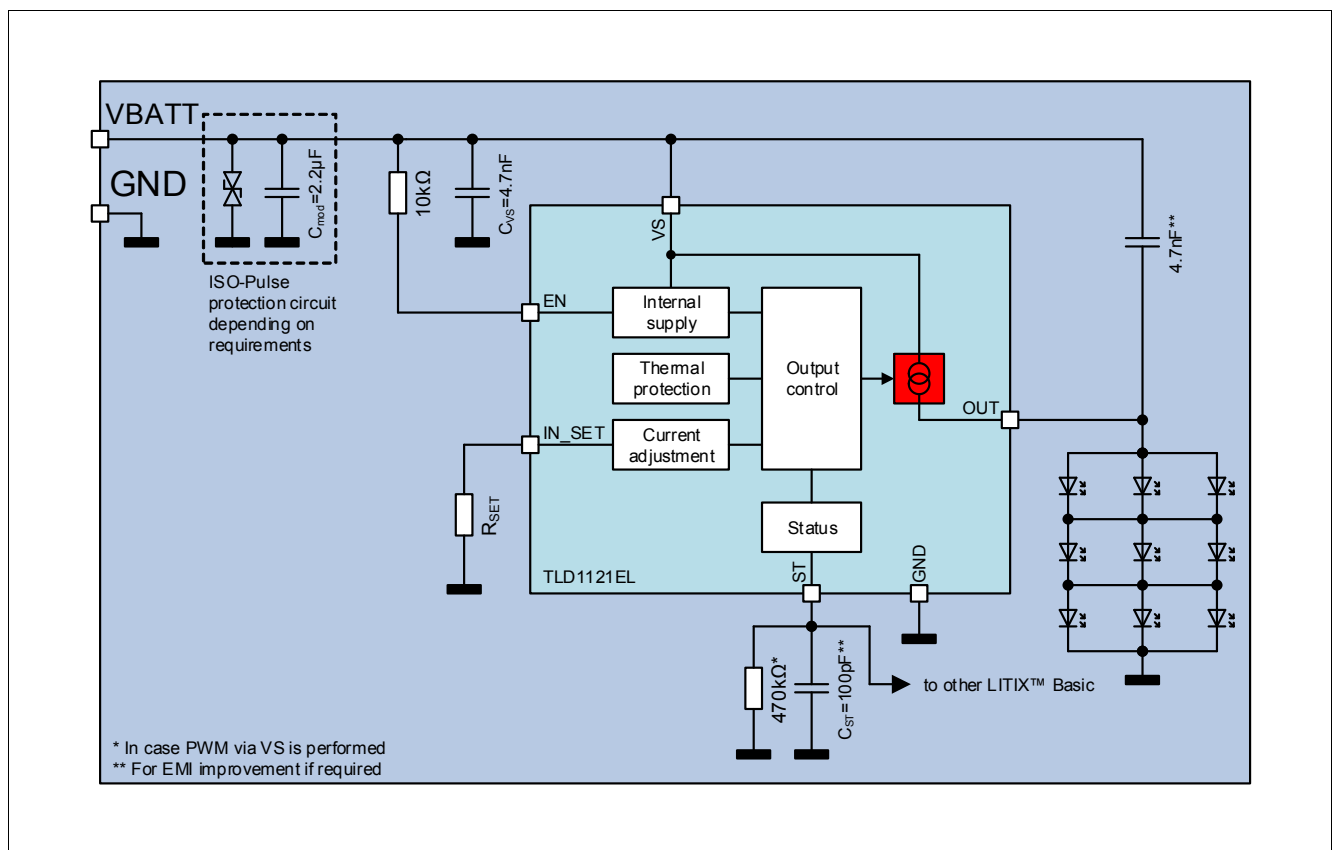 VBATT
GND
Cmod=2.2µF
ISO-Pulse
protection circuit
depending on
requirements
10kΩ
CVS=4.7nF
4.7nF**
VS
EN
Internal
supply
Thermal
protection
Output
control
OUT
IN_SET
Current
adjustment
RSET
Status
TLD1121EL
ST
GND
470kΩ*
CST=100pF**
to other LITIX™ Basic
* In case PWM via VS is performed
** For EMI improvement if required